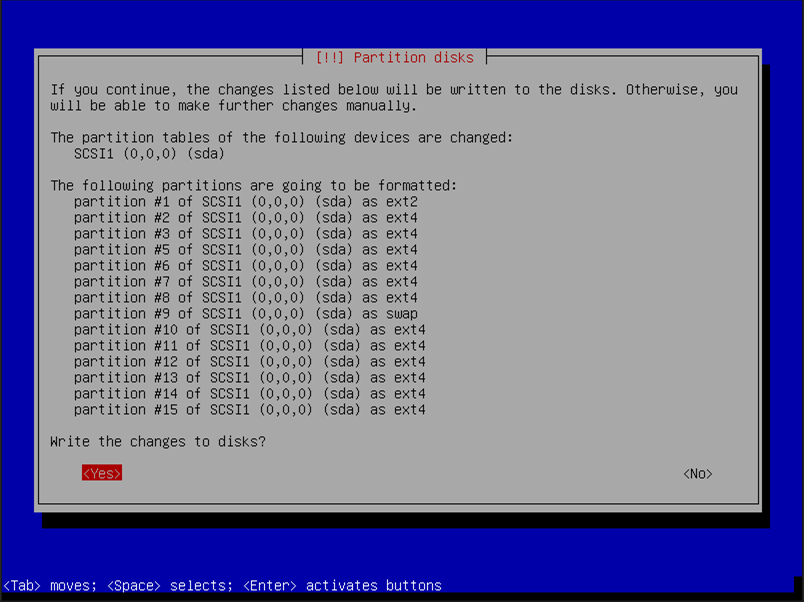 [!!] Partition disks
If you continue, the changes listed below will be written to the disks. Otherwise, you
will be able to make further changes manually.
The partition tables of the following devices are changed:
SCSI1 (0,0,0) (sda)
The following partitions are going to be formatted:
partition #1 of SCSI1 (0,0,0) (sda) as ext2
partition #2 of SCSI1 (0,0,0) (sda) as ext4
partition #3 of SCSI1 (0,0,0) (sda) as ext4
partition #5 of SCSI1 (0,0,0) (sda) as ext4
partition #6 of SCSI1 (0,0,0) (sda) as ext4
partition #7 of SCSI1 (0,0,0) (sda) as ext4
partition #8 of SCSI1 (0,0,0) (sda) as ext4
partition #9 of SCSI1 (0,0,0) (sda) as swap
partition #10 of SCSI1 (0,0,0) (sda) as ext4
partition #11 of SCSI1 (0,0,0) (sda) as ext4
partition #12 of SCSI1 (0,0,0) (sda) as ext4
partition #13 of SCSI1 (0,0,0) (sda) as ext4
partition #14 of SCSI1 (0,0,0) (sda) as ext4
partition #15 of SCSI1 (0,0,0) (sda) as ext4
Write the changes to disks?
<Yes> <No>
<Tab> moves; <Space> selects; <Enter> activates buttons